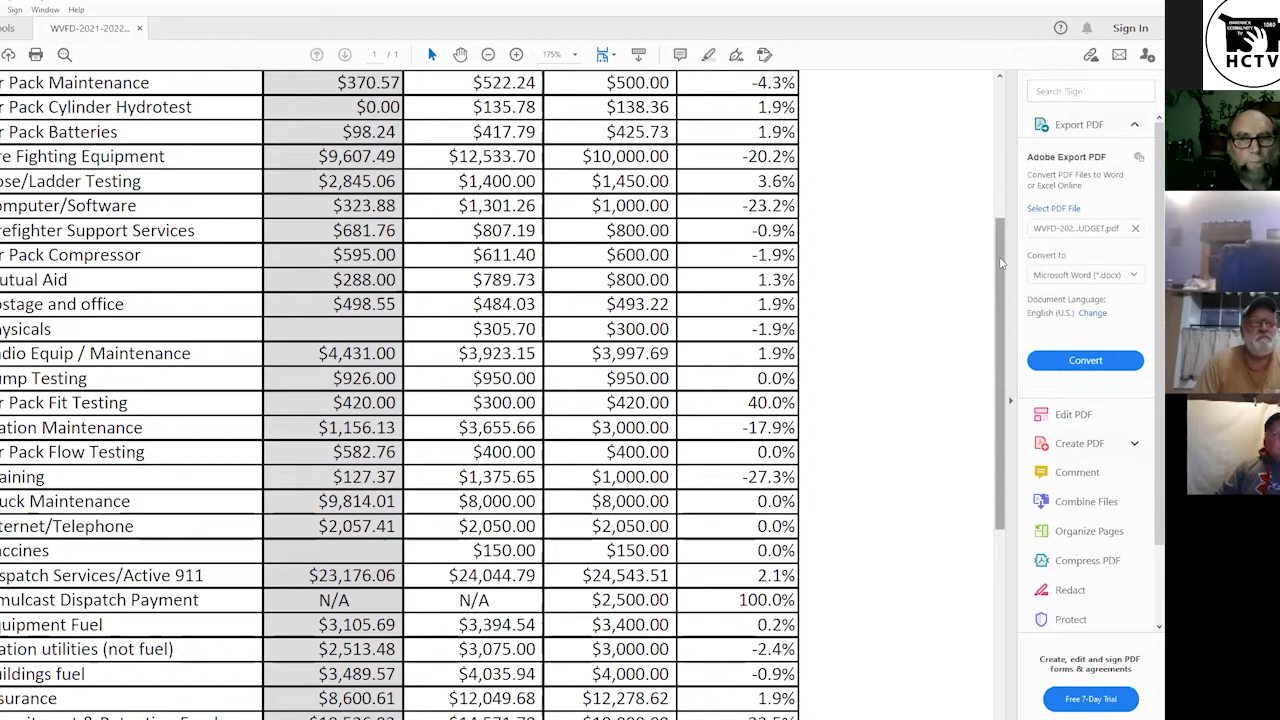 Sign Window Help
ools WVFD-2021-2022... × Sign In
1 / 1 175%
r Pack Maintenance $370.57 $522.24 $500.00 -4.3%
r Pack Cylinder Hydrotest $0.00 $135.78 $138.36 1.9%
r Pack Batteries $98.24 $417.79 $425.73 1.9%
re Fighting Equipment $9,607.49 $12,533.70 $10,000.00 -20.2%
ose/Ladder Testing $1,400.00 $1,450.00 3.6%
omputer/Software $1,301.26 $1,000.00 -23.2%
refighter Support Services $681.76 $807.19 $800.00 -0.9%
r Pack Compressor $595.00 $611.40 $600.00 -1.9%
utual Aid $789.73 $800.00 1.3%
ostage and office $498.55 $484.03 $493.22 1.9%
ysicals $305.70 $300.00 -1.9%
adio Equip / Maintenance $4,431.00 $3,923.15 $3,997.69 1.9%
ump Testing $926.00 $950.00 $950.00 0.0%
r Pack Fit Testing $420.00 $300.00 $420.00 40.0%
ation Maintenance $1,156.13 $3,655.66 $3,000.00 -17.9%
r Pack Flow Testing $582.76 $400.00 $400.00 0.0%
aining $127.37 $1,375.65 $1,000.00 -27.3%
uck Maintenance $9,814.01 $8,000.00 $8,000.00 0.0%
ternet/Telephone $2,057.41 $2,050.00 $2,050.00 0.0%
accines $150.00 $150.00 0.0%
spatch Services/Active 911 $23,176.06 $24,044.79 $24,543.51 2.1%
mulcast Dispatch Payment N/A N/A $2,500.00 100.0%
quipment Fuel $3,105.69 $3,394.54 $3,400.00 0.2%
ation utilities (not fuel) $2,513.48 $3,075.00 $3,000.00 -2.4%
uildings fuel $4,035.94 $4,000.00 -0.9%
surance $8,600.61 $12,049.68 $12,278.62 1.9%
Search 'Sign'
Export PDF
Adobe Export PDF
Convert PDF Files to Word
or Excel Online
Select PDF File
WVFD-202...UDGET.pdf ×
Convert to
Microsoft Word (*.docx)
Document Language:
English (U.S.) Change
Convert
Edit PDF
Create PDF
Comment
Combine Files
Organize Pages
Compress PDF
Redact
Protect
Create, edit and sign PDF
forms & agreements
Free 7-Day Trial
HARDWICK
COMMUNITY
TV
1080
HCTV